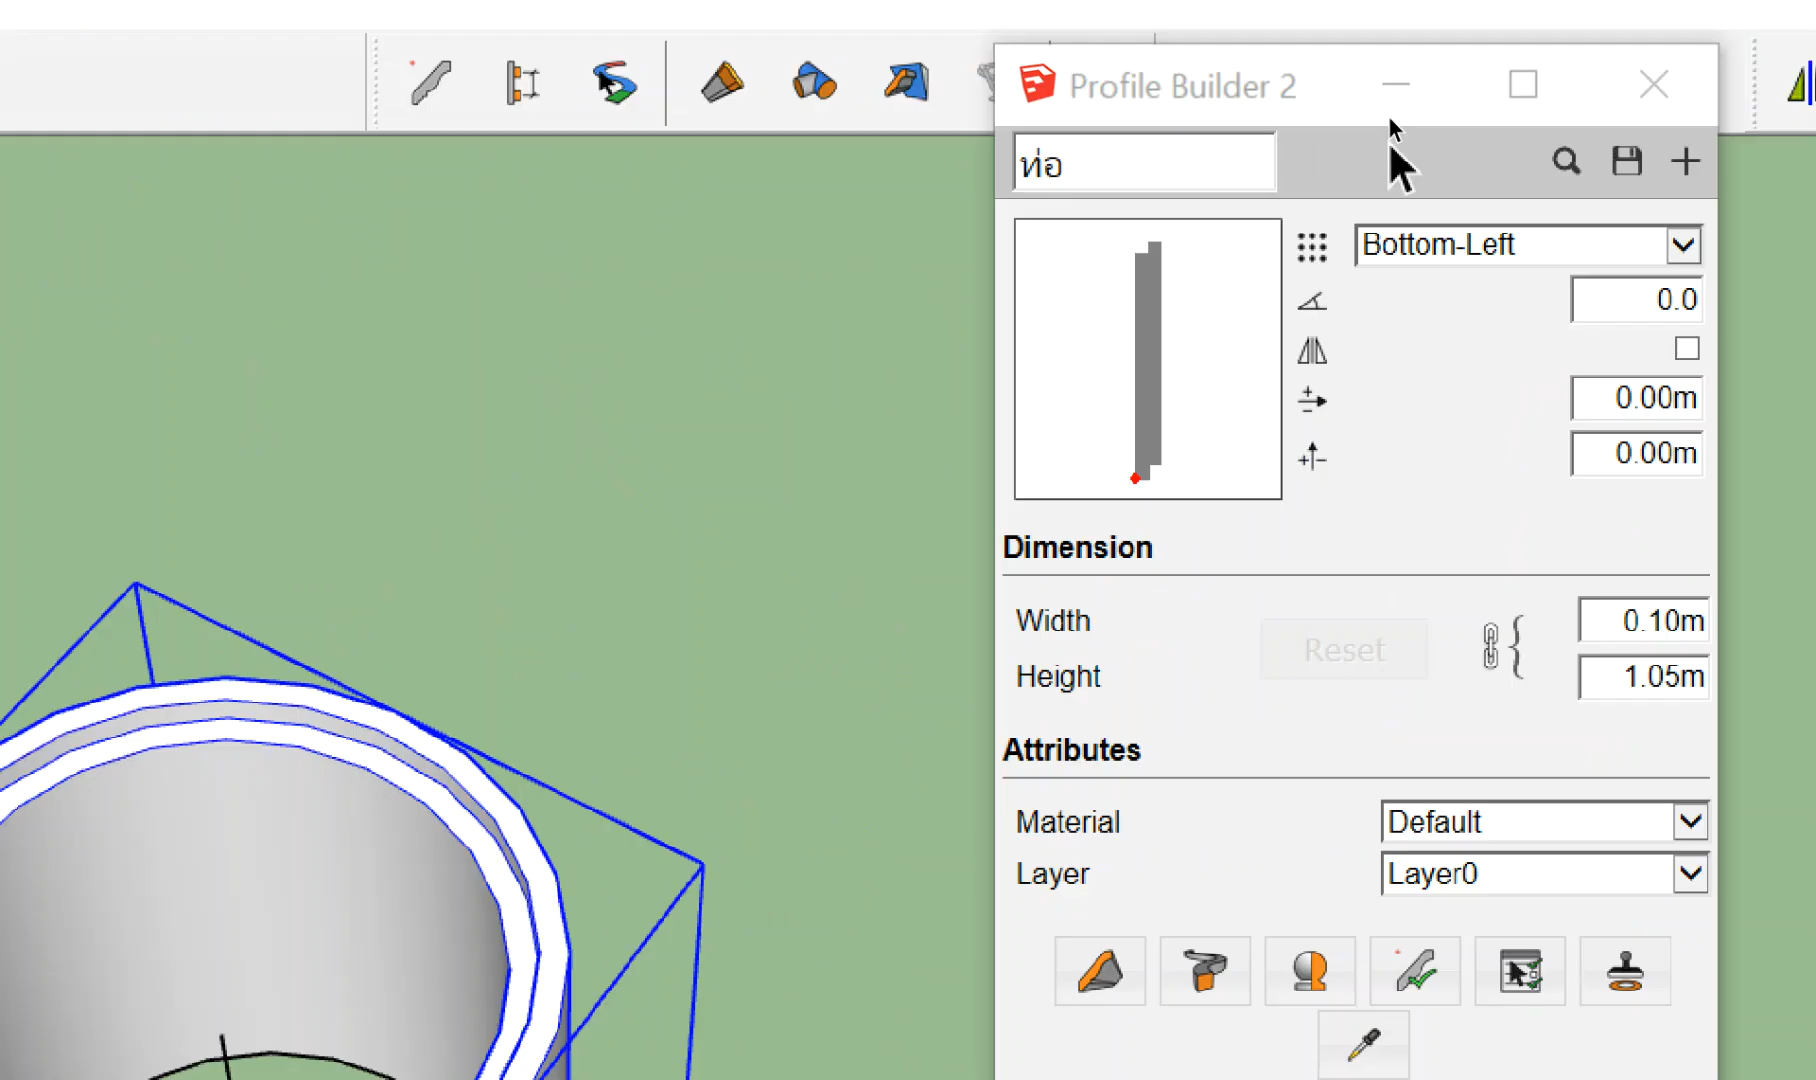 Profile Builder 2
ท่อ
Bottom-Left
0.0
0.00m
0.00m
Dimension
Width 0.10m
Reset
Height 1.05m
Attributes
Material Default
Layer Layer0